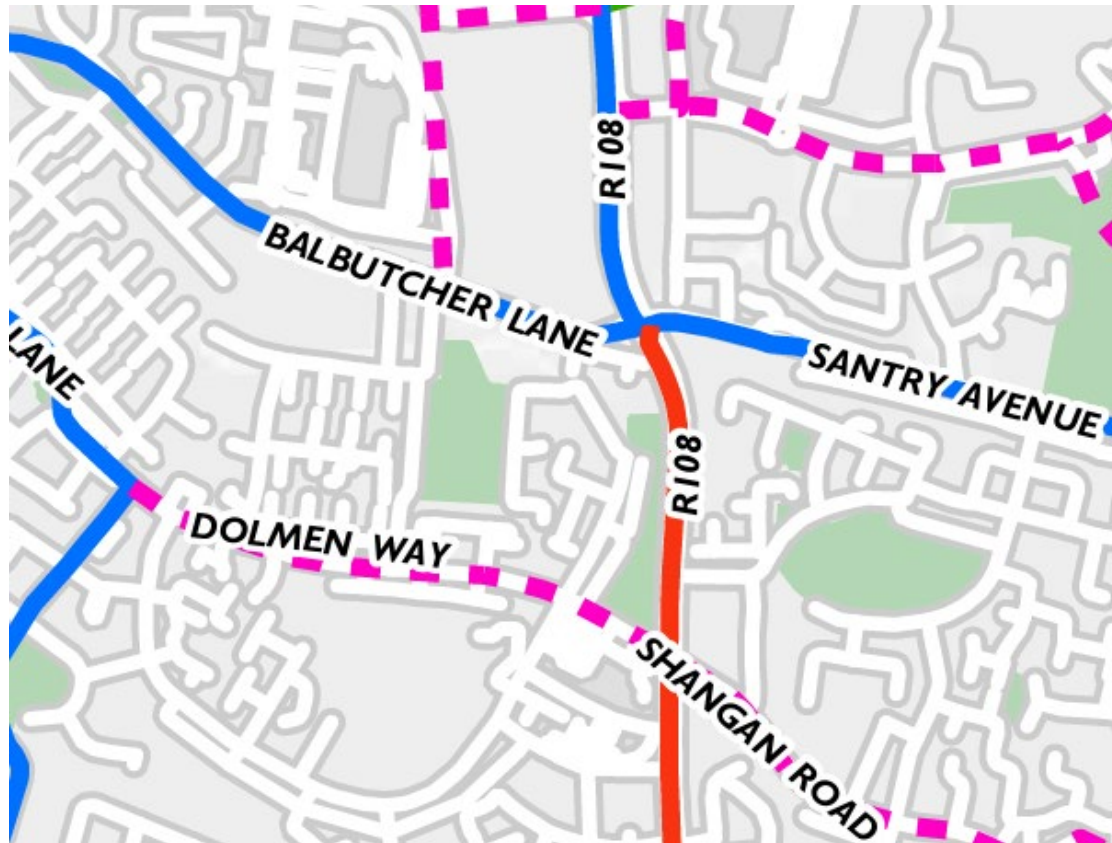 R108
BALBUTCHER LANE
SANTRY AVENUE
LANE
R108
DOLMEN WAY
SHANGAN ROAD